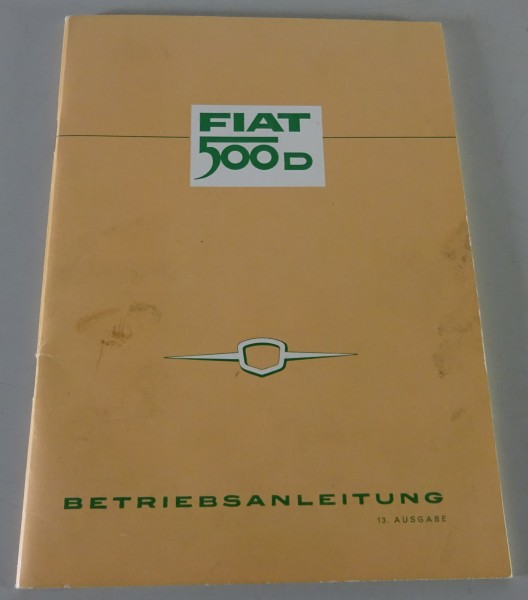 FIAT
500D
BETRIEBSANLEITUNG
13. AUSGABE